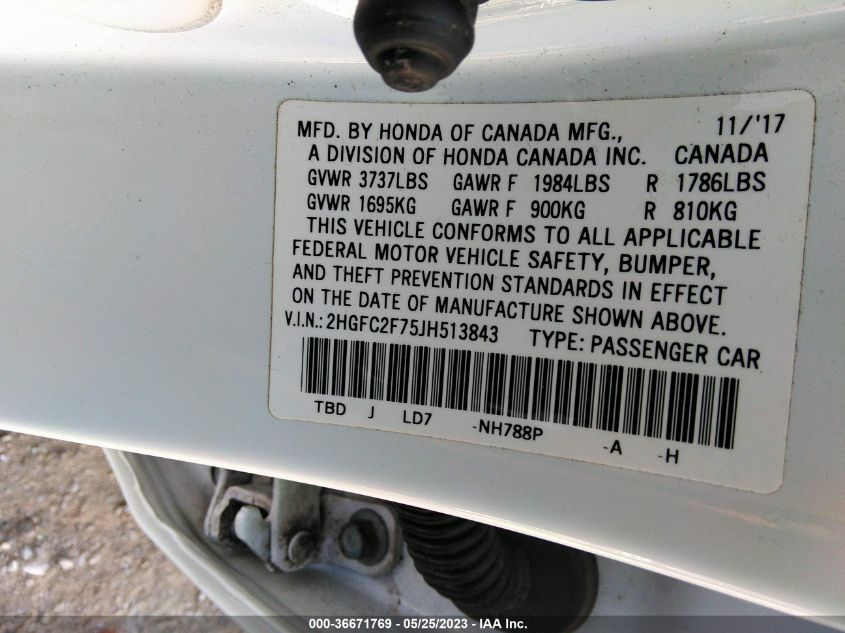 MFD. BY HONDA OF CANADA MFG., 11/'17
A DIVISION OF HONDA CANADA INC. CANADA
GVWR 3737LBS GAWR F 1984LBS R 1786LBS
GVWR 1695KG GAWR F 900KG R 810KG
THIS VEHICLE CONFORMS TO ALL APPLICABLE
FEDERAL MOTOR VEHICLE SAFETY, BUMPER,
AND THEFT PREVENTION STANDARDS IN EFFECT
ON THE DATE OF MANUFACTURE SHOWN ABOVE.
V.I.N.: 2HGFC2F75JH513843 TYPE: PASSENGER CAR
TBD J LD7 -NH788P -A -H
000-36671769 - 05/25/2023 - IAA Inc.